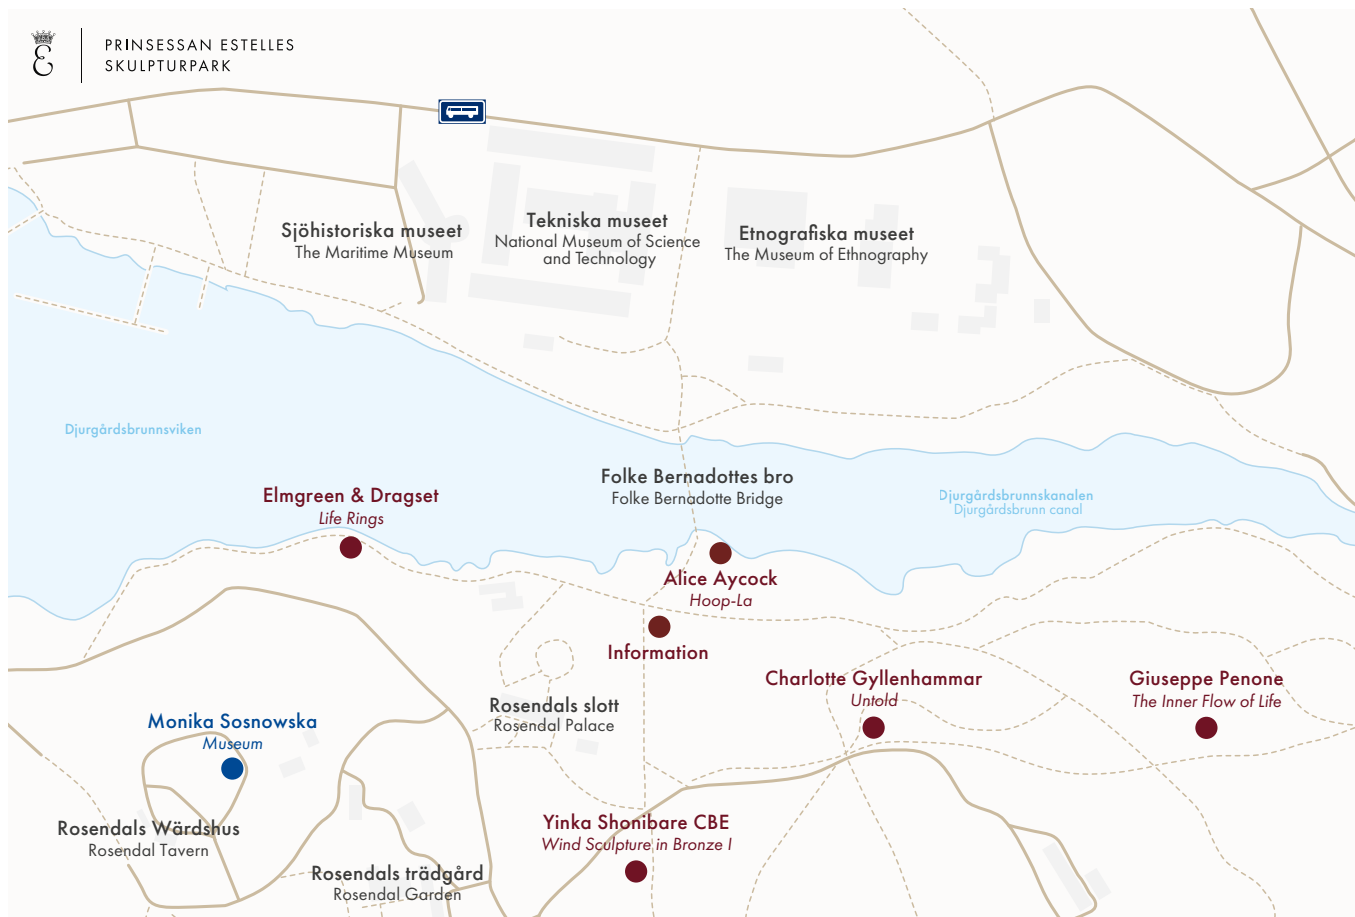 PRINSESSAN ESTELLES
SKULPTURPARK
Sjöhistoriska museet
The Maritime Museum
Tekniska museet
National Museum of Science
and Technology
Etnografiska museet
The Museum of Ethnography
Djurgårdsbrunnsviken
Folke Bernadottes bro
Folke Bernadotte Bridge
Djurgårdsbrunnskanalen
Djurgårdsbrunn canal
Elmgreen & Dragset
Life Rings
Alice Aycock
Hoop-La
Information
Charlotte Gyllenhammar
Untold
Giuseppe Penone
The Inner Flow of Life
Rosendals slott
Rosendal Palace
Monika Sosnowska
Museum
Rosendals Wärdshus
Rosendal Tavern
Yinka Shonibare CBE
Wind Sculpture in Bronze I
Rosendals trädgård
Rosendal Garden